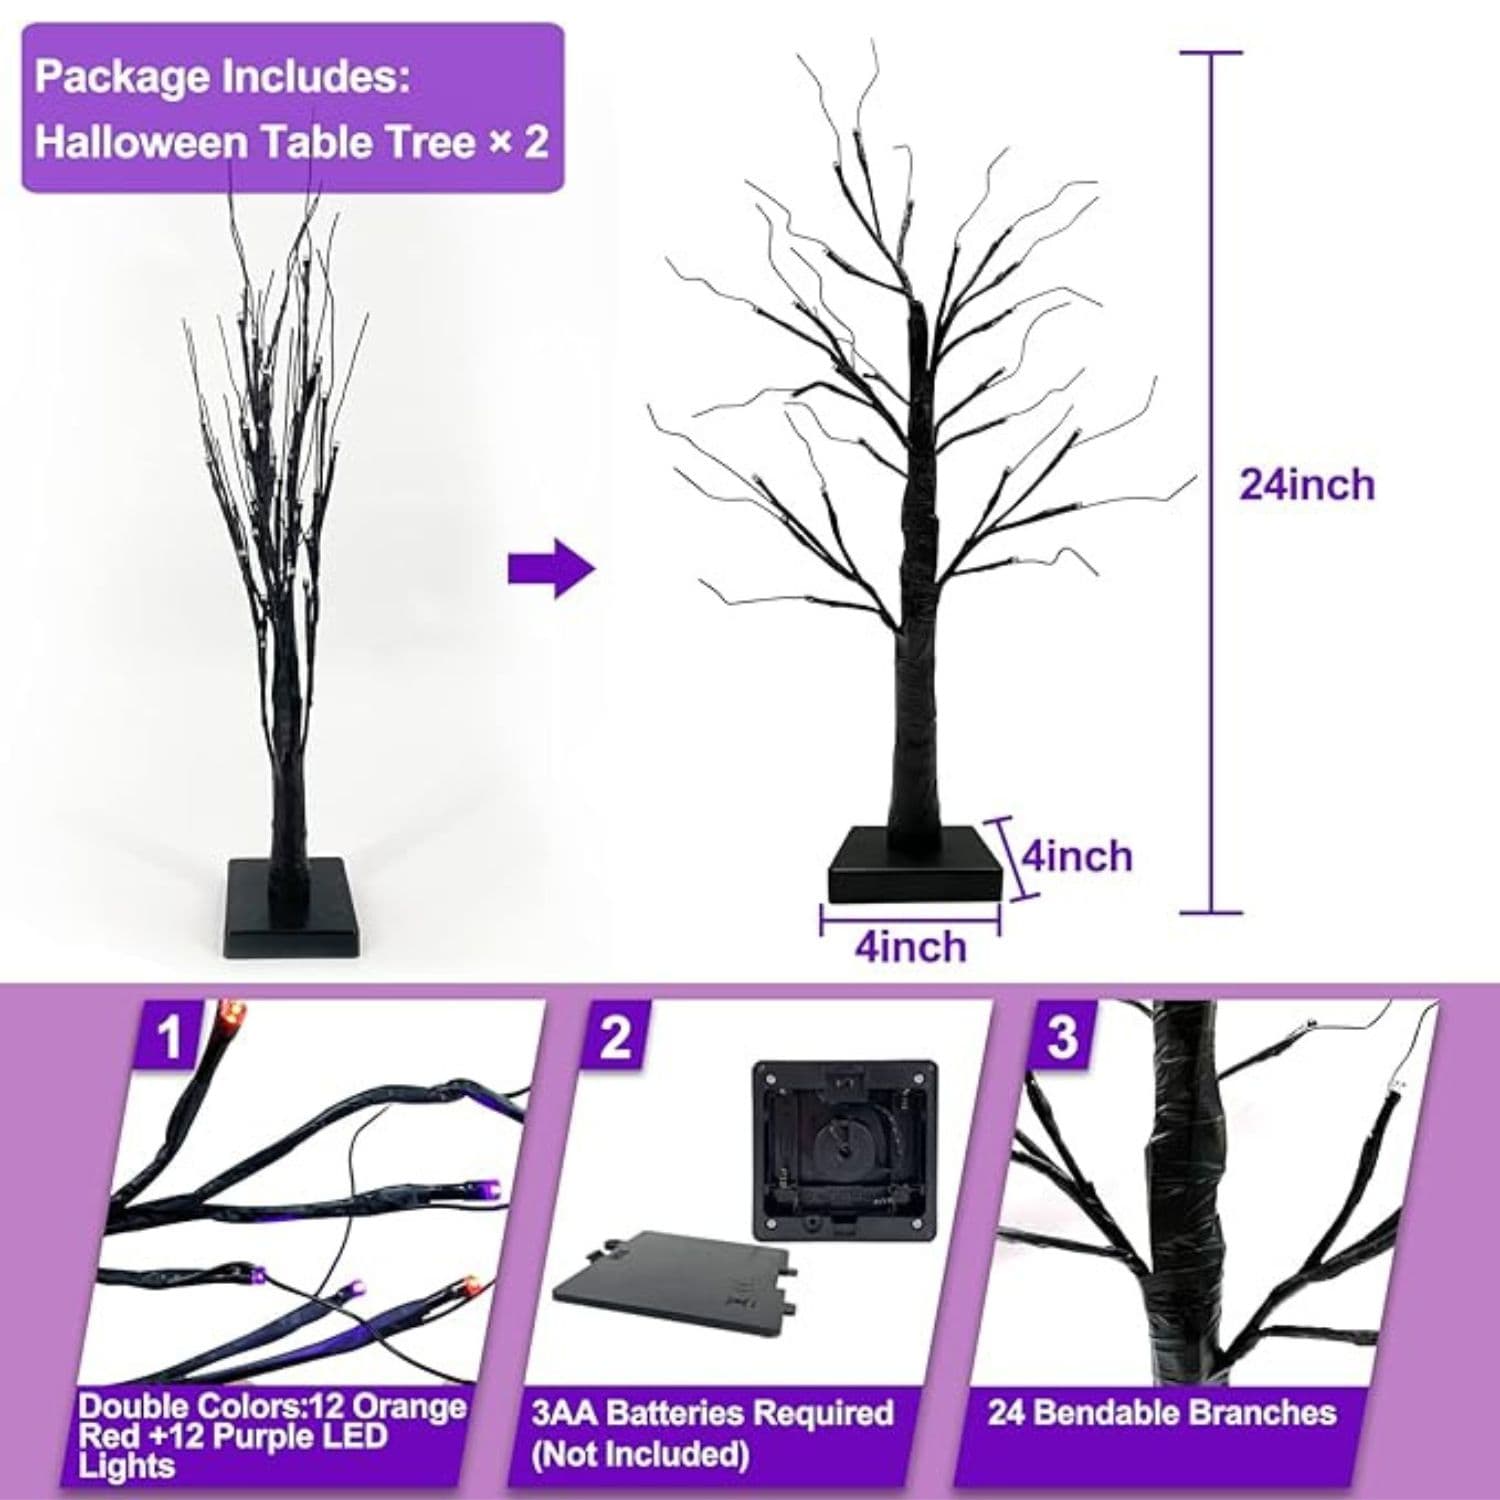 Package Includes:
Halloween Table Tree × 2
24inch
4inch
4inch
1
Double Colors:12 Orange
Red +12 Purple LED
Lights
2
3AA Batteries Required
(Not Included)
3
24 Bendable Branches